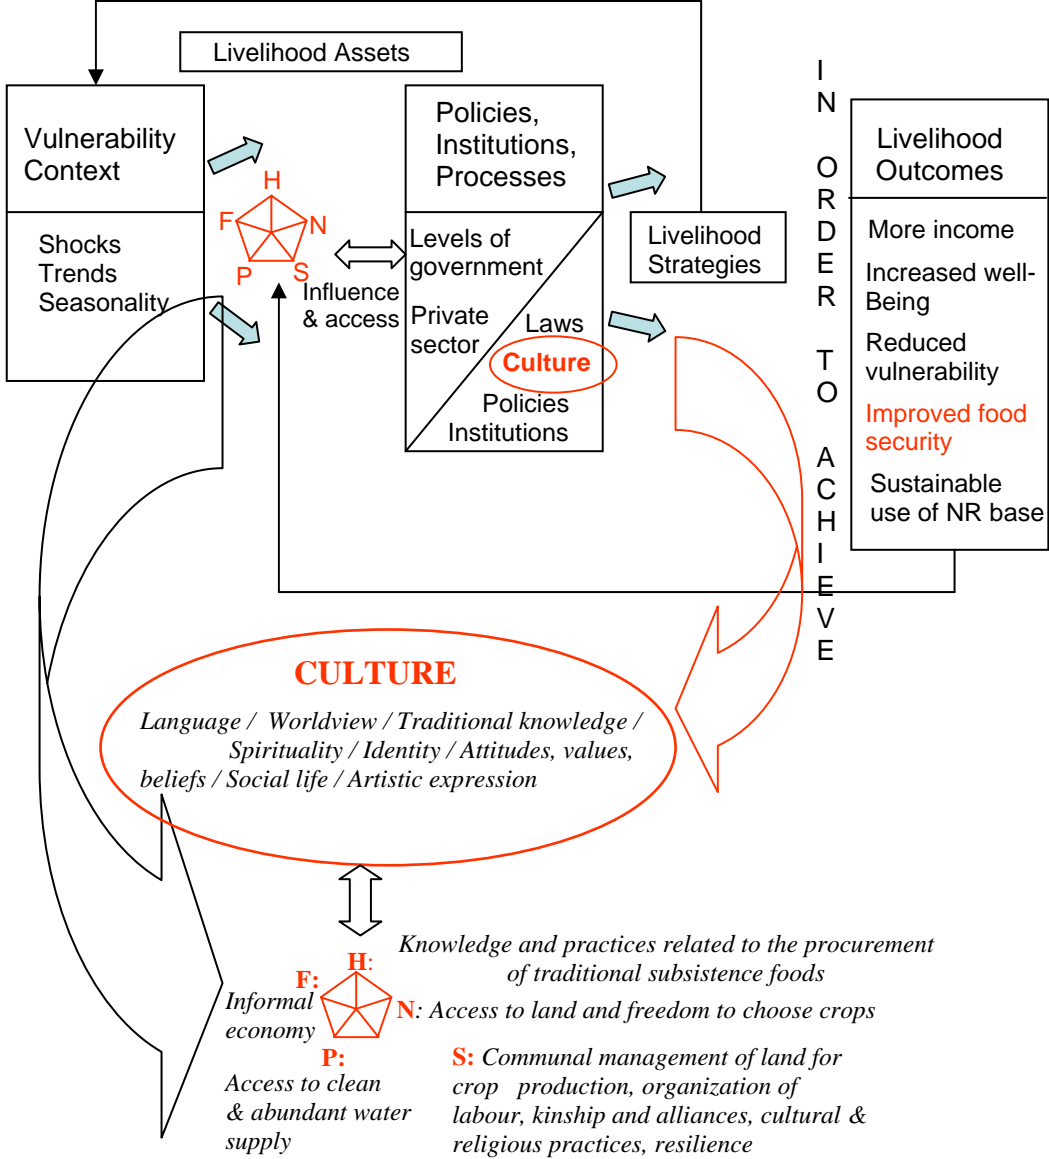 Livelihood Assets
Vulnerability
Context
Shocks
Trends
Seasonality
H
F
N
P
S
Influence
& access
Policies,
Institutions,
Processes
Levels of
government
Private
sector
Laws
Culture
Policies
Institutions
Livelihood
Strategies
I
N
O
R
D
E
R
T
O
A
C
H
I
E
V
E
Livelihood
Outcomes
More income
Increased well-
Being
Reduced
vulnerability
Improved food
security
Sustainable
use of NR base
CULTURE
Language / Worldview / Traditional knowledge /
Spirituality / Identity / Attitudes, values,
beliefs / Social life / Artistic expression
H:
Knowledge and practices related to the procurement
of traditional subsistence foods
F:
Informal
economy
N: Access to land and freedom to choose crops
P:
Access to clean
& abundant water
supply
S: Communal management of land for
crop production, organization of
labour, kinship and alliances, cultural &
religious practices, resilience